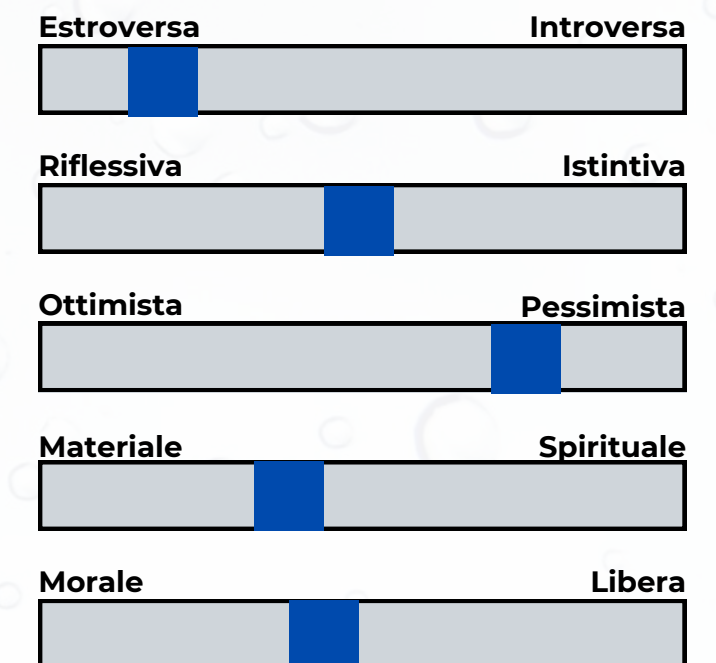 Estroversa Introversa
Riflessiva Istintiva
Ottimista Pessimista
Materiale Spirituale
Morale Libera